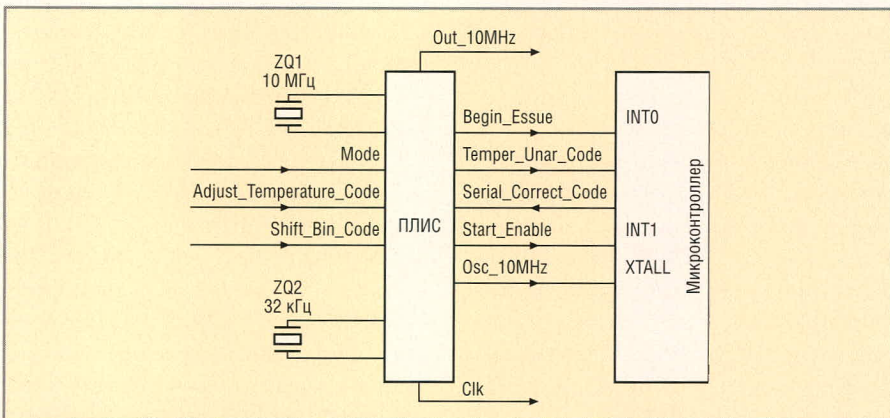 Out_10MHz
ZQ1
10 МГц
Begin_Essue
INT0
Mode
Temper_Unar_Code
Adjust_Temperature_Code
Serial_Correct_Code
ПЛИС
Shift_Bin_Code
Start_Enable
INT1
Osc_10MHz
XTALL
Микроконтроллер
ZQ2
32 кГц
Clk